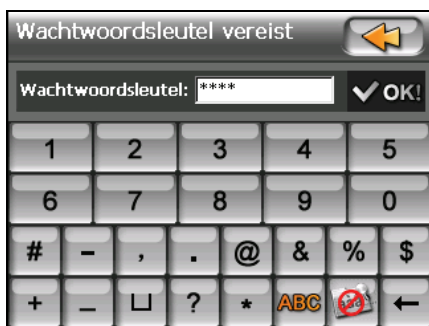 Wachtwoordsleutel vereist
Wachtwoordsleutel: **** OK!
1 2 3 4 5
6 7 8 9 0
# - , . @ & % $
+ _ ⌴ ? * ABC ←